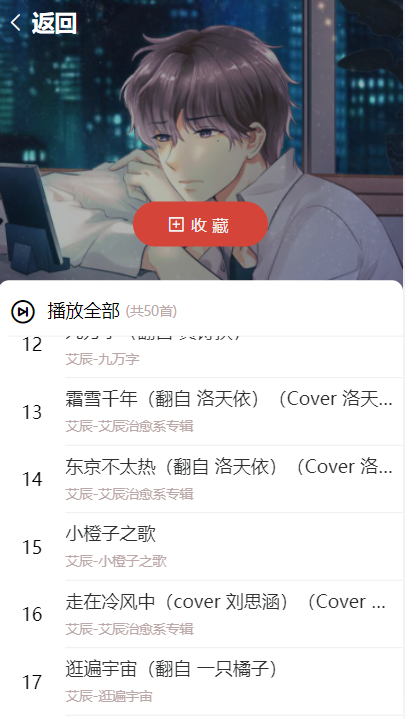 返回
收藏
播放全部 (共50首)
12
艾辰-九万字
13 霜雪千年（翻自 洛天依）（Cover 洛天...
艾辰-艾辰治愈系专辑
14 东京不太热（翻自 洛天依）（Cover 洛...
艾辰-艾辰治愈系专辑
15 小橙子之歌
艾辰-小橙子之歌
16 走在冷风中（cover 刘思涵）（Cover ...
艾辰-艾辰治愈系专辑
17 逛遍宇宙（翻自 一只橘子）
艾辰-逛遍宇宙